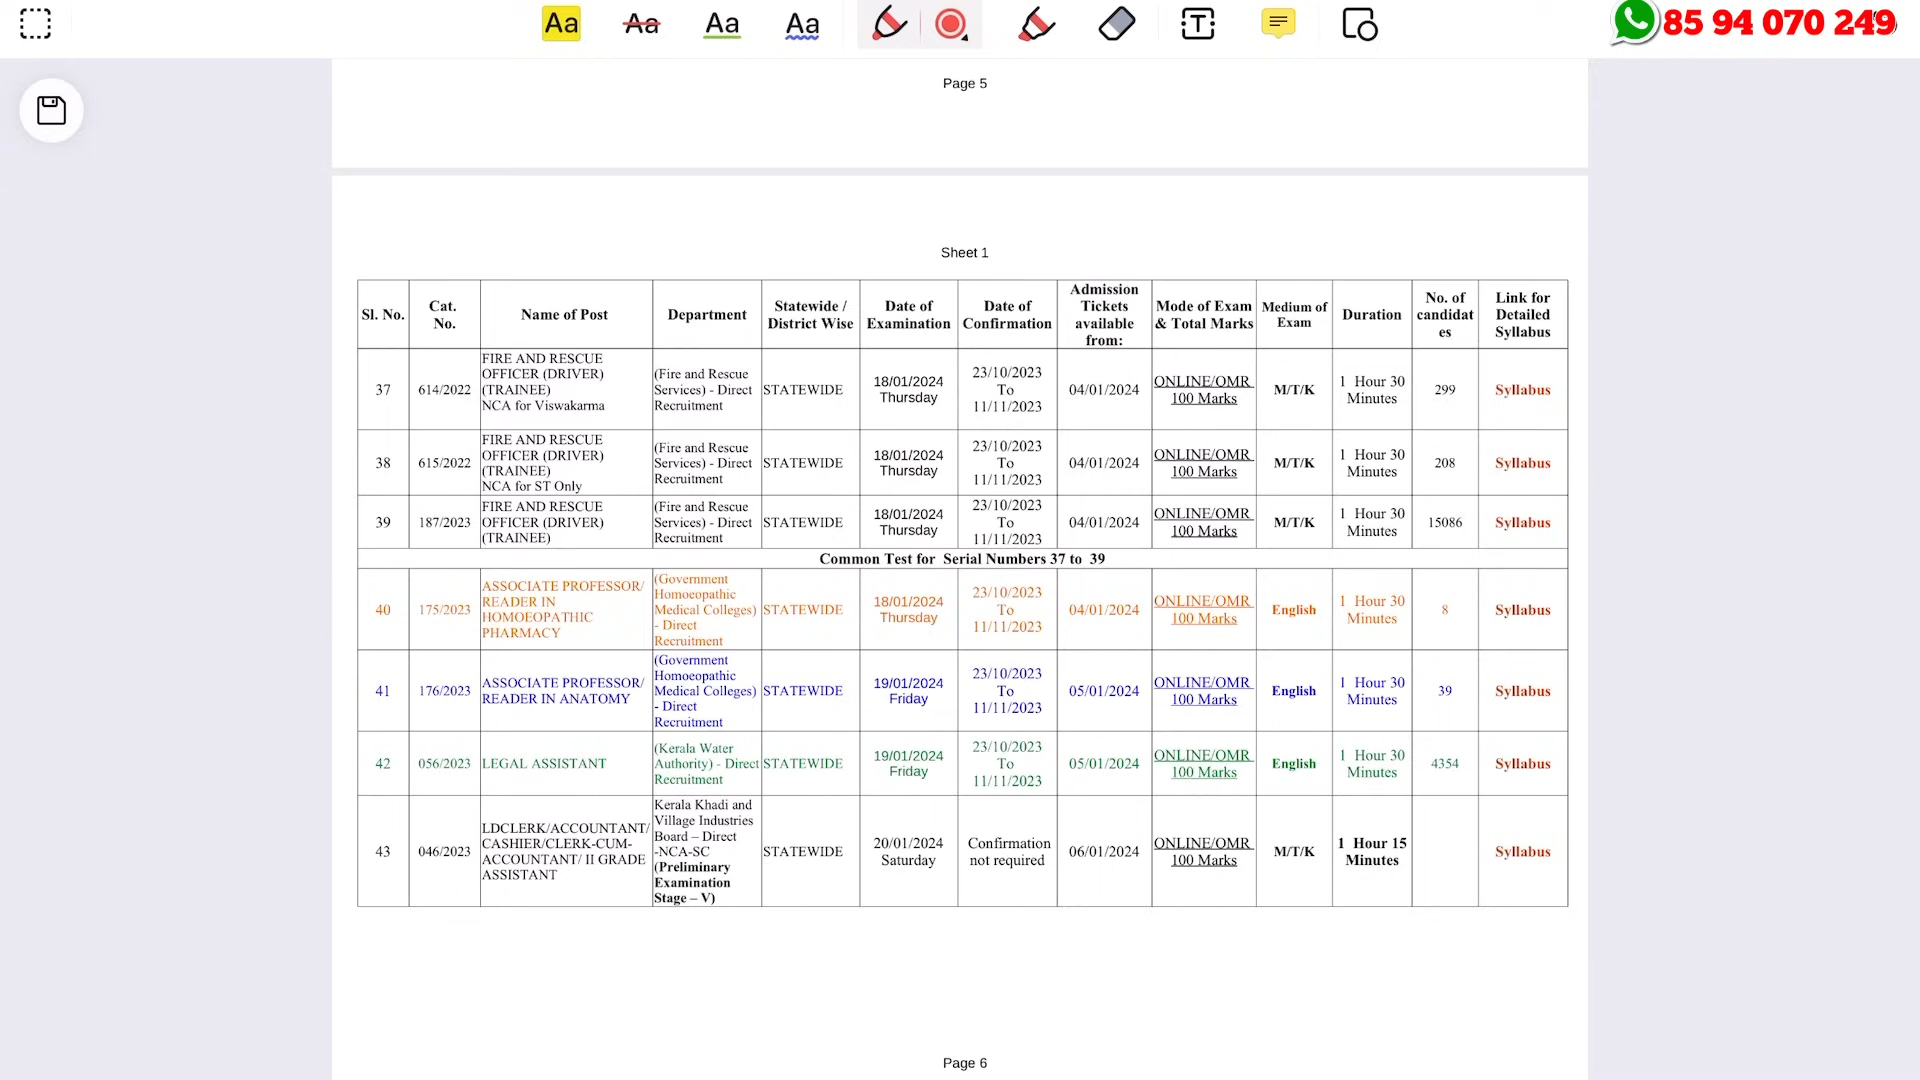 Aa Aa Aa Aa T
85 94 070 249
Page 5
Sheet 1
Sl. No. Cat. No. Name of Post Department Statewide / District Wise Date of Examination Date of Confirmation Admission Tickets available from: Mode of Exam & Total Marks Medium of Exam Duration No. of candidat es Link for Detailed Syllabus
37 614/2022 FIRE AND RESCUE OFFICER (DRIVER) (TRAINEE) NCA for Viswakarma (Fire and Rescue Services) - Direct Recruitment STATEWIDE 18/01/2024 Thursday 23/10/2023 To 11/11/2023 04/01/2024 ONLINE/OMR 100 Marks M/T/K 1 Hour 30 Minutes 299 Syllabus
38 615/2022 FIRE AND RESCUE OFFICER (DRIVER) (TRAINEE) NCA for ST Only (Fire and Rescue Services) - Direct Recruitment STATEWIDE 18/01/2024 Thursday 23/10/2023 To 11/11/2023 04/01/2024 ONLINE/OMR 100 Marks M/T/K 1 Hour 30 Minutes 208 Syllabus
39 187/2023 FIRE AND RESCUE OFFICER (DRIVER) (TRAINEE) (Fire and Rescue Services) - Direct Recruitment STATEWIDE 18/01/2024 Thursday 23/10/2023 To 11/11/2023 04/01/2024 ONLINE/OMR 100 Marks M/T/K 1 Hour 30 Minutes 15086 Syllabus
Common Test for Serial Numbers 37 to 39
40 175/2023 ASSOCIATE PROFESSOR/ READER IN HOMOEOPATHIC PHARMACY (Government Homoeopathic Medical Colleges) - Direct Recruitment STATEWIDE 18/01/2024 Thursday 23/10/2023 To 11/11/2023 04/01/2024 ONLINE/OMR 100 Marks English 1 Hour 30 Minutes 8 Syllabus
41 176/2023 ASSOCIATE PROFESSOR/ READER IN ANATOMY (Government Homoeopathic Medical Colleges) - Direct Recruitment STATEWIDE 19/01/2024 Friday 23/10/2023 To 11/11/2023 05/01/2024 ONLINE/OMR 100 Marks English 1 Hour 30 Minutes 39 Syllabus
42 056/2023 LEGAL ASSISTANT (Kerala Water Authority) - Direct Recruitment STATEWIDE 19/01/2024 Friday 23/10/2023 To 11/11/2023 05/01/2024 ONLINE/OMR 100 Marks English 1 Hour 30 Minutes 4354 Syllabus
43 046/2023 LDCLERK/ACCOUNTANT/ CASHIER/CLERK-CUM- ACCOUNTANT/ II GRADE ASSISTANT Kerala Khadi and Village Industries Board – Direct -NCA-SC (Preliminary Examination Stage – V) STATEWIDE 20/01/2024 Saturday Confirmation not required 06/01/2024 ONLINE/OMR 100 Marks M/T/K 1 Hour 15 Minutes Syllabus
Page 6